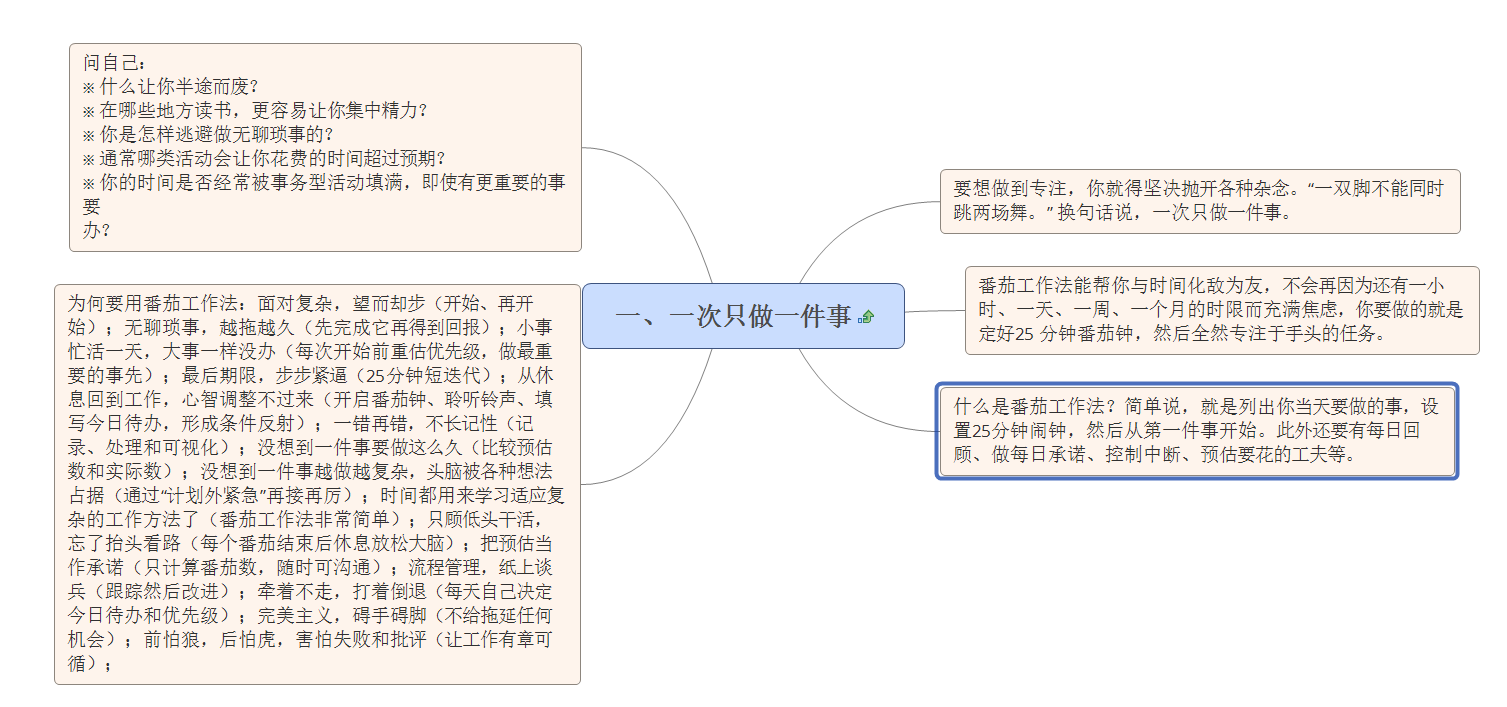 问自己：
※ 什么让你半途而废？
※ 在哪些地方读书，更容易让你集中精力？
※ 你是怎样逃避做无聊琐事的？
※ 通常哪类活动会让你花费的时间超过预期？
※ 你的时间是否经常被事务型活动填满，即使有更重要的事
要
办？
为何要用番茄工作法：面对复杂，望而却步（开始、再开
始）；无聊琐事，越拖越久（先完成它再得到回报）；小事
忙活一天，大事一样没办（每次开始前重估优先级，做最重
要的事先）；最后期限，步步紧逼（25分钟短迭代）；从休
息回到工作，心智调整不过来（开启番茄钟、聆听铃声、填
写今日待办，形成条件反射）；一错再错，不长记性（记
录、处理和可视化）；没想到一件事要做这么久（比较预估
数和实际数）；没想到一件事越做越复杂，头脑被各种想法
占据（通过“计划外紧急”再接再厉）；时间都用来学习适应复
杂的工作方法了（番茄工作法非常简单）；只顾低头干活，
忘了抬头看路（每个番茄结束后休息放松大脑）；把预估当
作承诺（只计算番茄数，随时可沟通）；流程管理，纸上谈
兵（跟踪然后改进）；牵着不走，打着倒退（每天自己决定
今日待办和优先级）；完美主义，碍手碍脚（不给拖延任何
机会）；前怕狼，后怕虎，害怕失败和批评（让工作有章可
循）；
一、一次只做一件事
要想做到专注，你就得坚决抛开各种杂念。“一双脚不能同时
跳两场舞。” 换句话说，一次只做一件事。
番茄工作法能帮你与时间化敌为友，不会再因为还有一小
时、一天、一周、一个月的时限而充满焦虑，你要做的就是
定好25 分钟番茄钟，然后全然专注于手头的任务。
什么是番茄工作法？简单说，就是列出你当天要做的事，设
置25分钟闹钟，然后从第一件事开始。此外还要有每日回
顾、做每日承诺、控制中断、预估要花的工夫等。